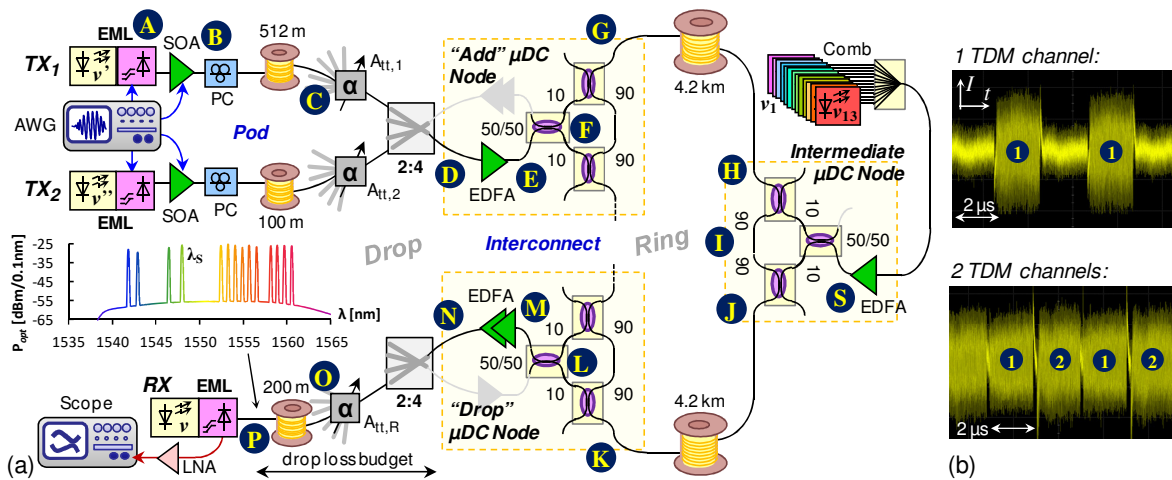 EML
A
SOA
B
512 m
TX1
ν’
PC
C
Att,1
α
AWG
Pod
2:4
TX2
ν’’
EML
SOA
PC
100 m
α
Att,2
D
“Add” μDC
Node
10
90
50/50
F
E
EDFA
10
90
G
4.2 km
Comb
ν1
ν13
Intermediate
μDC Node
H
10
90
I
50/50
90
10
J
S
EDFA
Drop
Interconnect
Ring
-25
-35
-45
-55
-65
Popt [dBm/0.1nm]
λS
λ [nm]
1535
1540
1545
1550
1555
1560
1565
EDFA
N
M
10
90
50/50
L
10
90
2:4
“Drop”
μDC Node
K
4.2 km
RX
EML
200 m
O
α
Att,R
Scope
ν
P
LNA
drop loss budget
(a)
1 TDM channel:
I
t
1
1
2 μs
2 TDM channels:
1
2
1
2
2 μs
(b)